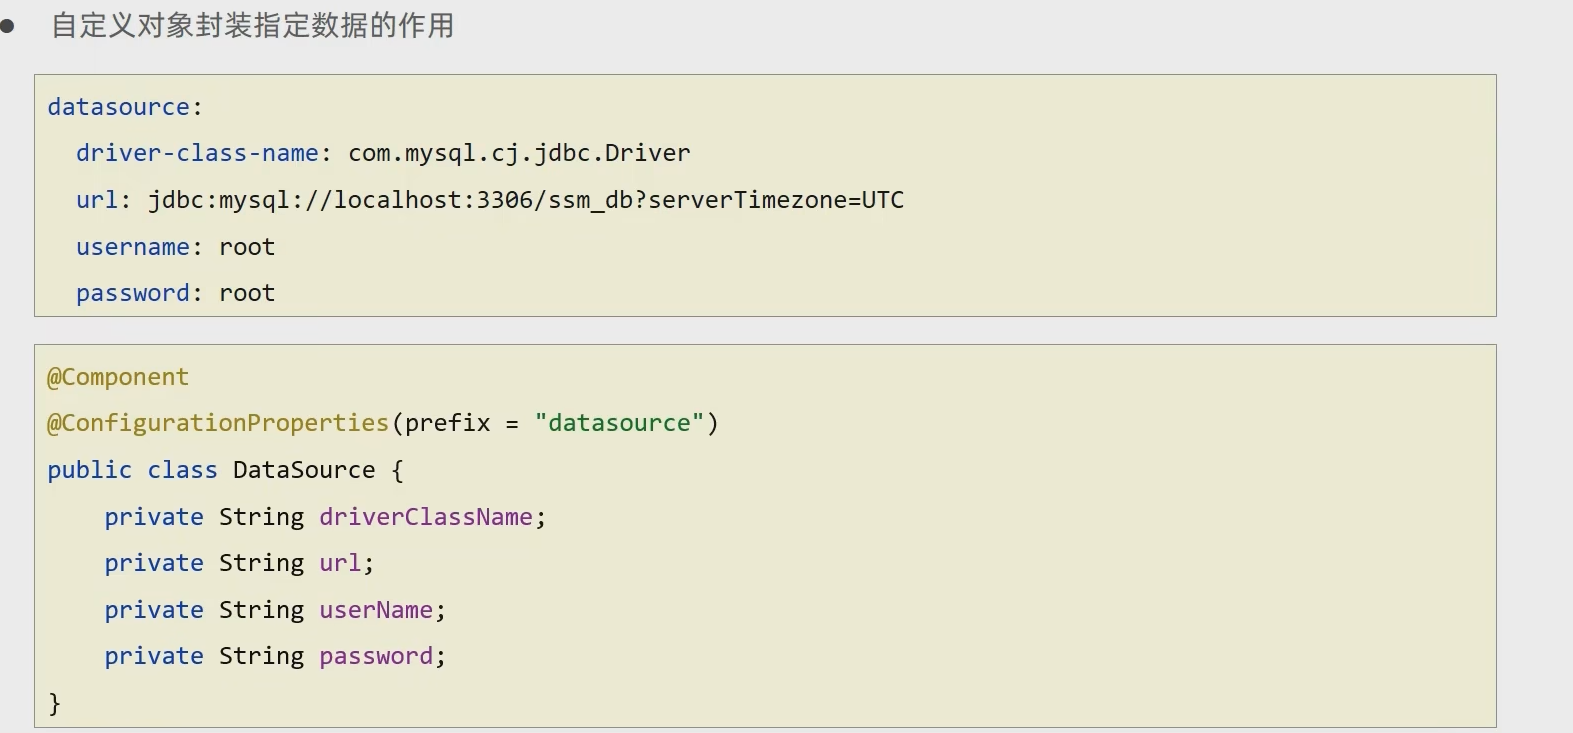 ● 自定义对象封装指定数据的作用
datasource:
  driver-class-name: com.mysql.cj.jdbc.Driver
  url: jdbc:mysql://localhost:3306/ssm_db?serverTimezone=UTC
  username: root
  password: root
@Component
@ConfigurationProperties(prefix = "datasource")
public class DataSource {
    private String driverClassName;
    private String url;
    private String userName;
    private String password;
}